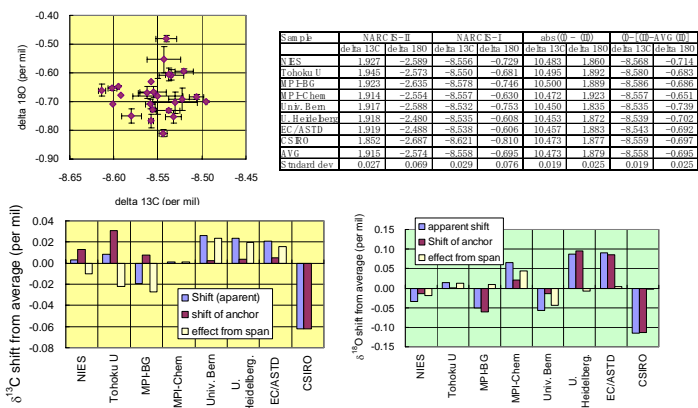 -0.40
-0.50
-0.60
-0.70
-0.80
-0.90
delta 18O (per mil)
-8.65 -8.60 -8.55 -8.50 -8.45
delta 13C (per mil)
Sample NARCIS-II NARCIS-I abs(I) - (II) (I)-[(II)-AVG(II)]
delta 13C delta 18O delta 13C delta 18O delta 13C delta 18O delta 13C delta 18O
NIES 1.927 -2.589 -8.556 -0.729 10.483 1.860 -8.568 -0.714
Tohoku U 1.945 -2.573 -8.550 -0.681 10.495 1.892 -8.580 -0.683
MPI-BG 1.923 -2.635 -8.578 -0.746 10.500 1.889 -8.586 -0.686
MPI-Chem 1.914 -2.554 -8.557 -0.630 10.472 1.923 -8.557 -0.651
Univ. Bern 1.917 -2.588 -8.532 -0.753 10.450 1.835 -8.535 -0.739
U.Heidelberg 1.918 -2.480 -8.535 -0.608 10.453 1.872 -8.539 -0.702
EC/ASTD 1.919 -2.488 -8.538 -0.606 10.457 1.883 -8.543 -0.692
CSIRO 1.852 -2.687 -8.621 -0.810 10.473 1.877 -8.559 -0.697
AVG 1.915 -2.574 -8.558 -0.695 10.473 1.879 -8.558 -0.695
Standard dev 0.027 0.069 0.029 0.076 0.019 0.025 0.019 0.025
0.04
0.02
0.00
-0.02
-0.04
-0.06
-0.08
δ13C shift from average (per mil)
Shift (aparent)
shift of anchor
effect from span
NIES
Tohoku U
MPI-BG
MPI-Chem
Univ. Bern
U.
Heidelberg.
EC/ASTD
CSIRO
0.15
0.10
0.05
0.00
-0.05
-0.10
-0.15
δ18O shift from average (per mil)
apparent shift
Shift of anchor
effect from span
NIES
Tohoku U
MPI-BG
MPI-Chem
Univ. Bern
U.
Heidelberg.
EC/ASTD
CSIRO